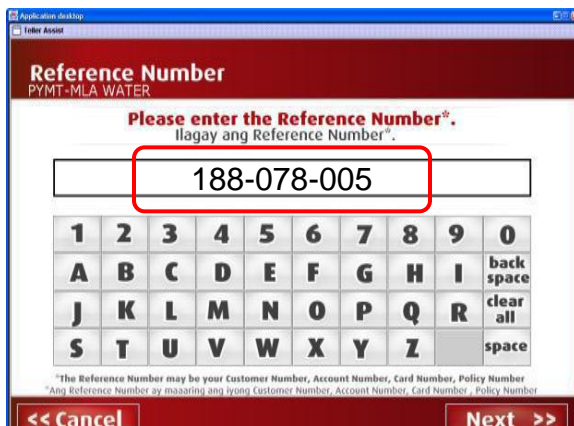 Application desktop
Teller Assist
Reference Number
PYMT-MLA WATER
Please enter the Reference Number*.
Ilagay ang Reference Number*.
188-078-005
1 2 3 4 5 6 7 8 9 0
A B C D E F G H I back space
J K L M N O P Q R clear all
S T U V W X Y Z space
*The Reference Number may be your Customer Number, Account Number, Card Number, Policy Number
*Ang Reference Number ay maaaring ang iyong Customer Number, Account Number, Card Number , Policy Number
<< Cancel Next >>